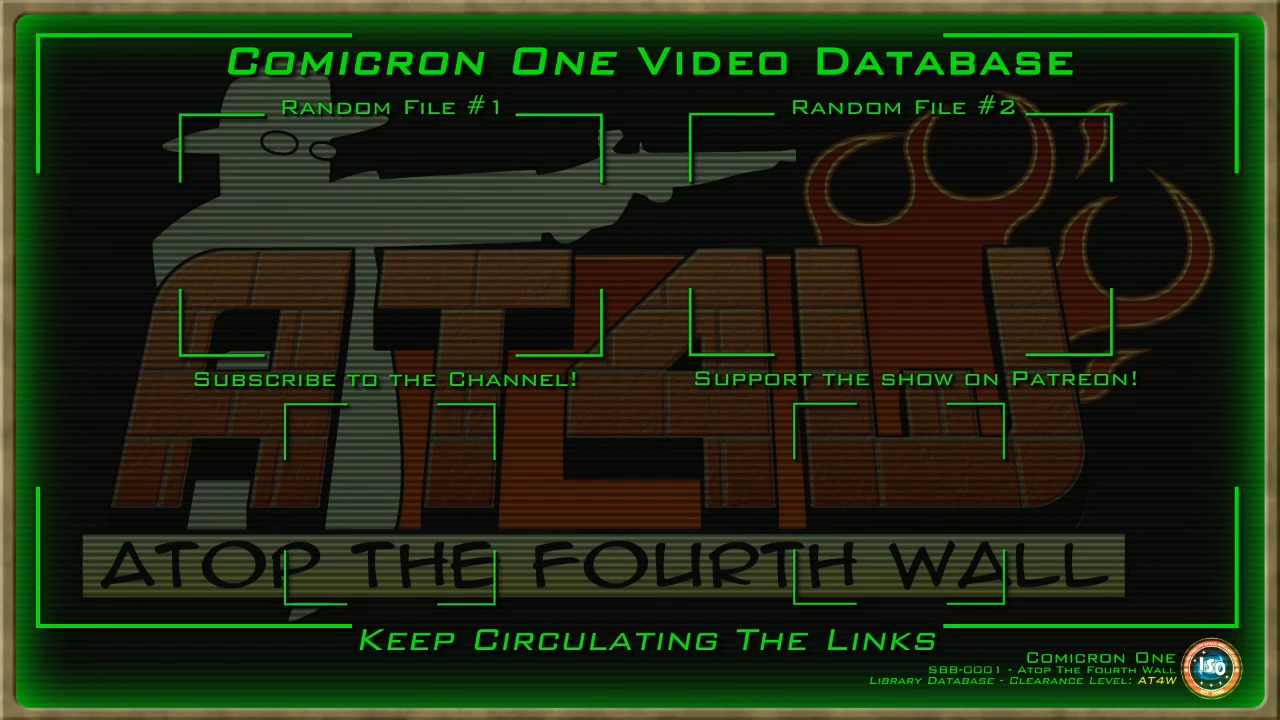 Comicron One Video Database
Random File #1
Random File #2
Subscribe to the Channel!
Support the show on Patreon!
AT4W
ATOP THE FOURTH WALL
Keep Circulating The Links
Comicron One
SBB-0001 - Atop The Fourth Wall
Library Database - Clearance Level: AT4W
ISO